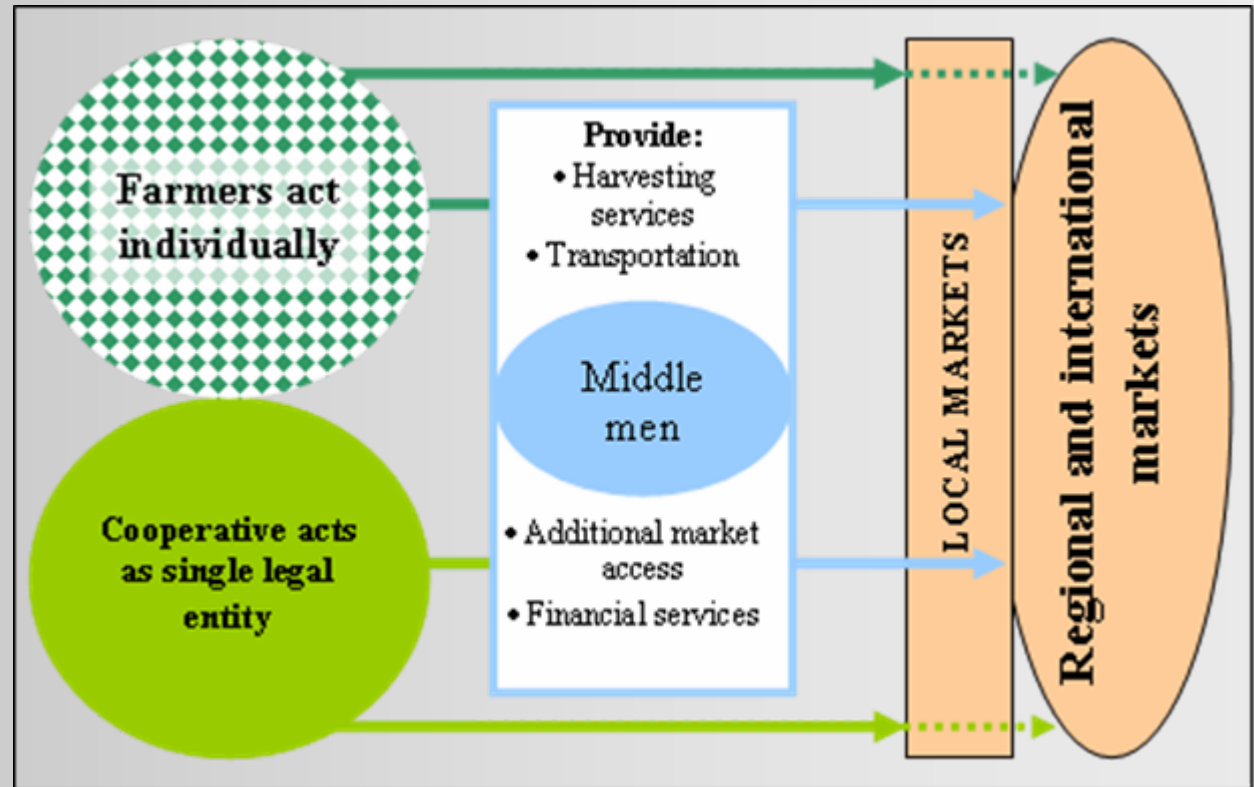 Farmers act
individually
Cooperative acts
as single legal
entity
Provide:
• Harvesting
services
• Transportation
Middle
men
• Additional market
access
• Financial services
LOCAL MARKETS
Regional and international
markets